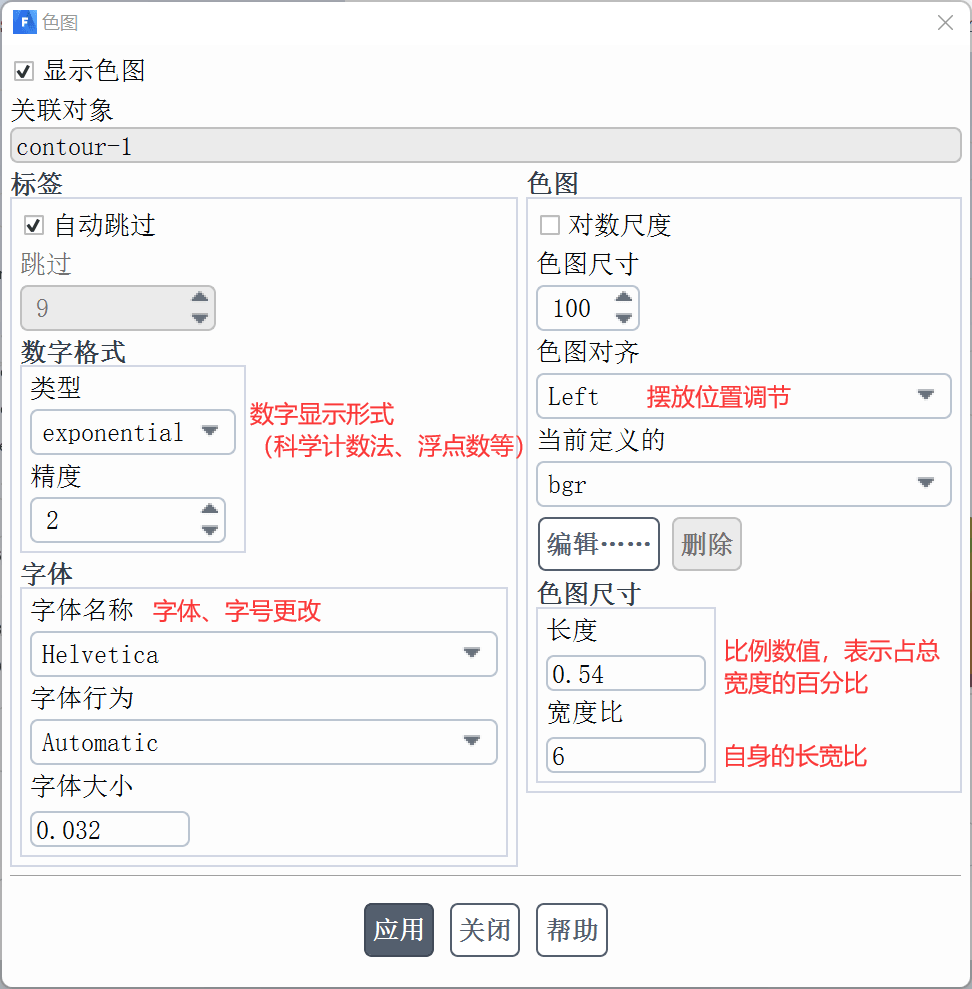 色图
显示色图
关联对象
contour-1
标签
自动跳过
跳过
9
数字格式
类型
exponential
数字显示形式
（科学计数法、浮点数等）
精度
2
字体
字体名称 字体、字号更改
Helvetica
字体行为
Automatic
字体大小
0.032
色图
对数尺度
色图尺寸
100
色图对齐
Left 摆放位置调节
当前定义的
bgr
编辑…… 删除
色图尺寸
长度
0.54
比例数值，表示占总
宽度的百分比
宽度比
6 自身的长宽比
应用 关闭 帮助